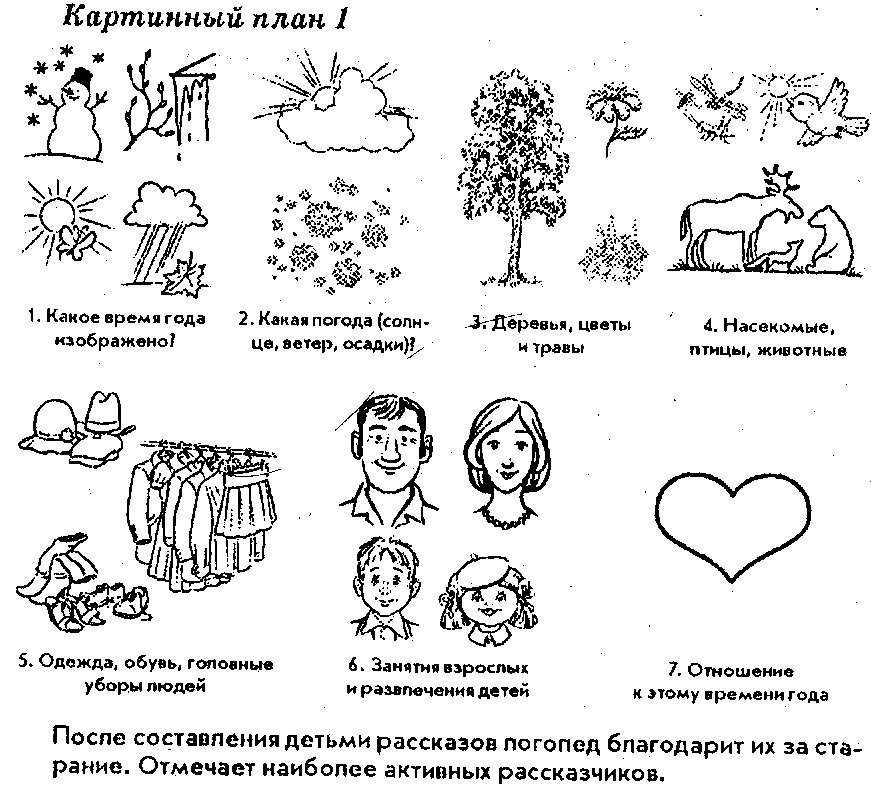 Картинный план 1
1. Какое время года
изображено?
2. Какая погода (солн-
це, ветер, осадки)?
3. Деревья, цветы
и травы
4. Насекомые,
птицы, животные
5. Одежда, обувь, головные
уборы людей
6. Занятия взрослых
и развлечения детей
7. Отношение
к этому времени года
После составления детьми рассказов логопед благодарит их за ста-
рание. Отмечает наиболее активных рассказчиков.